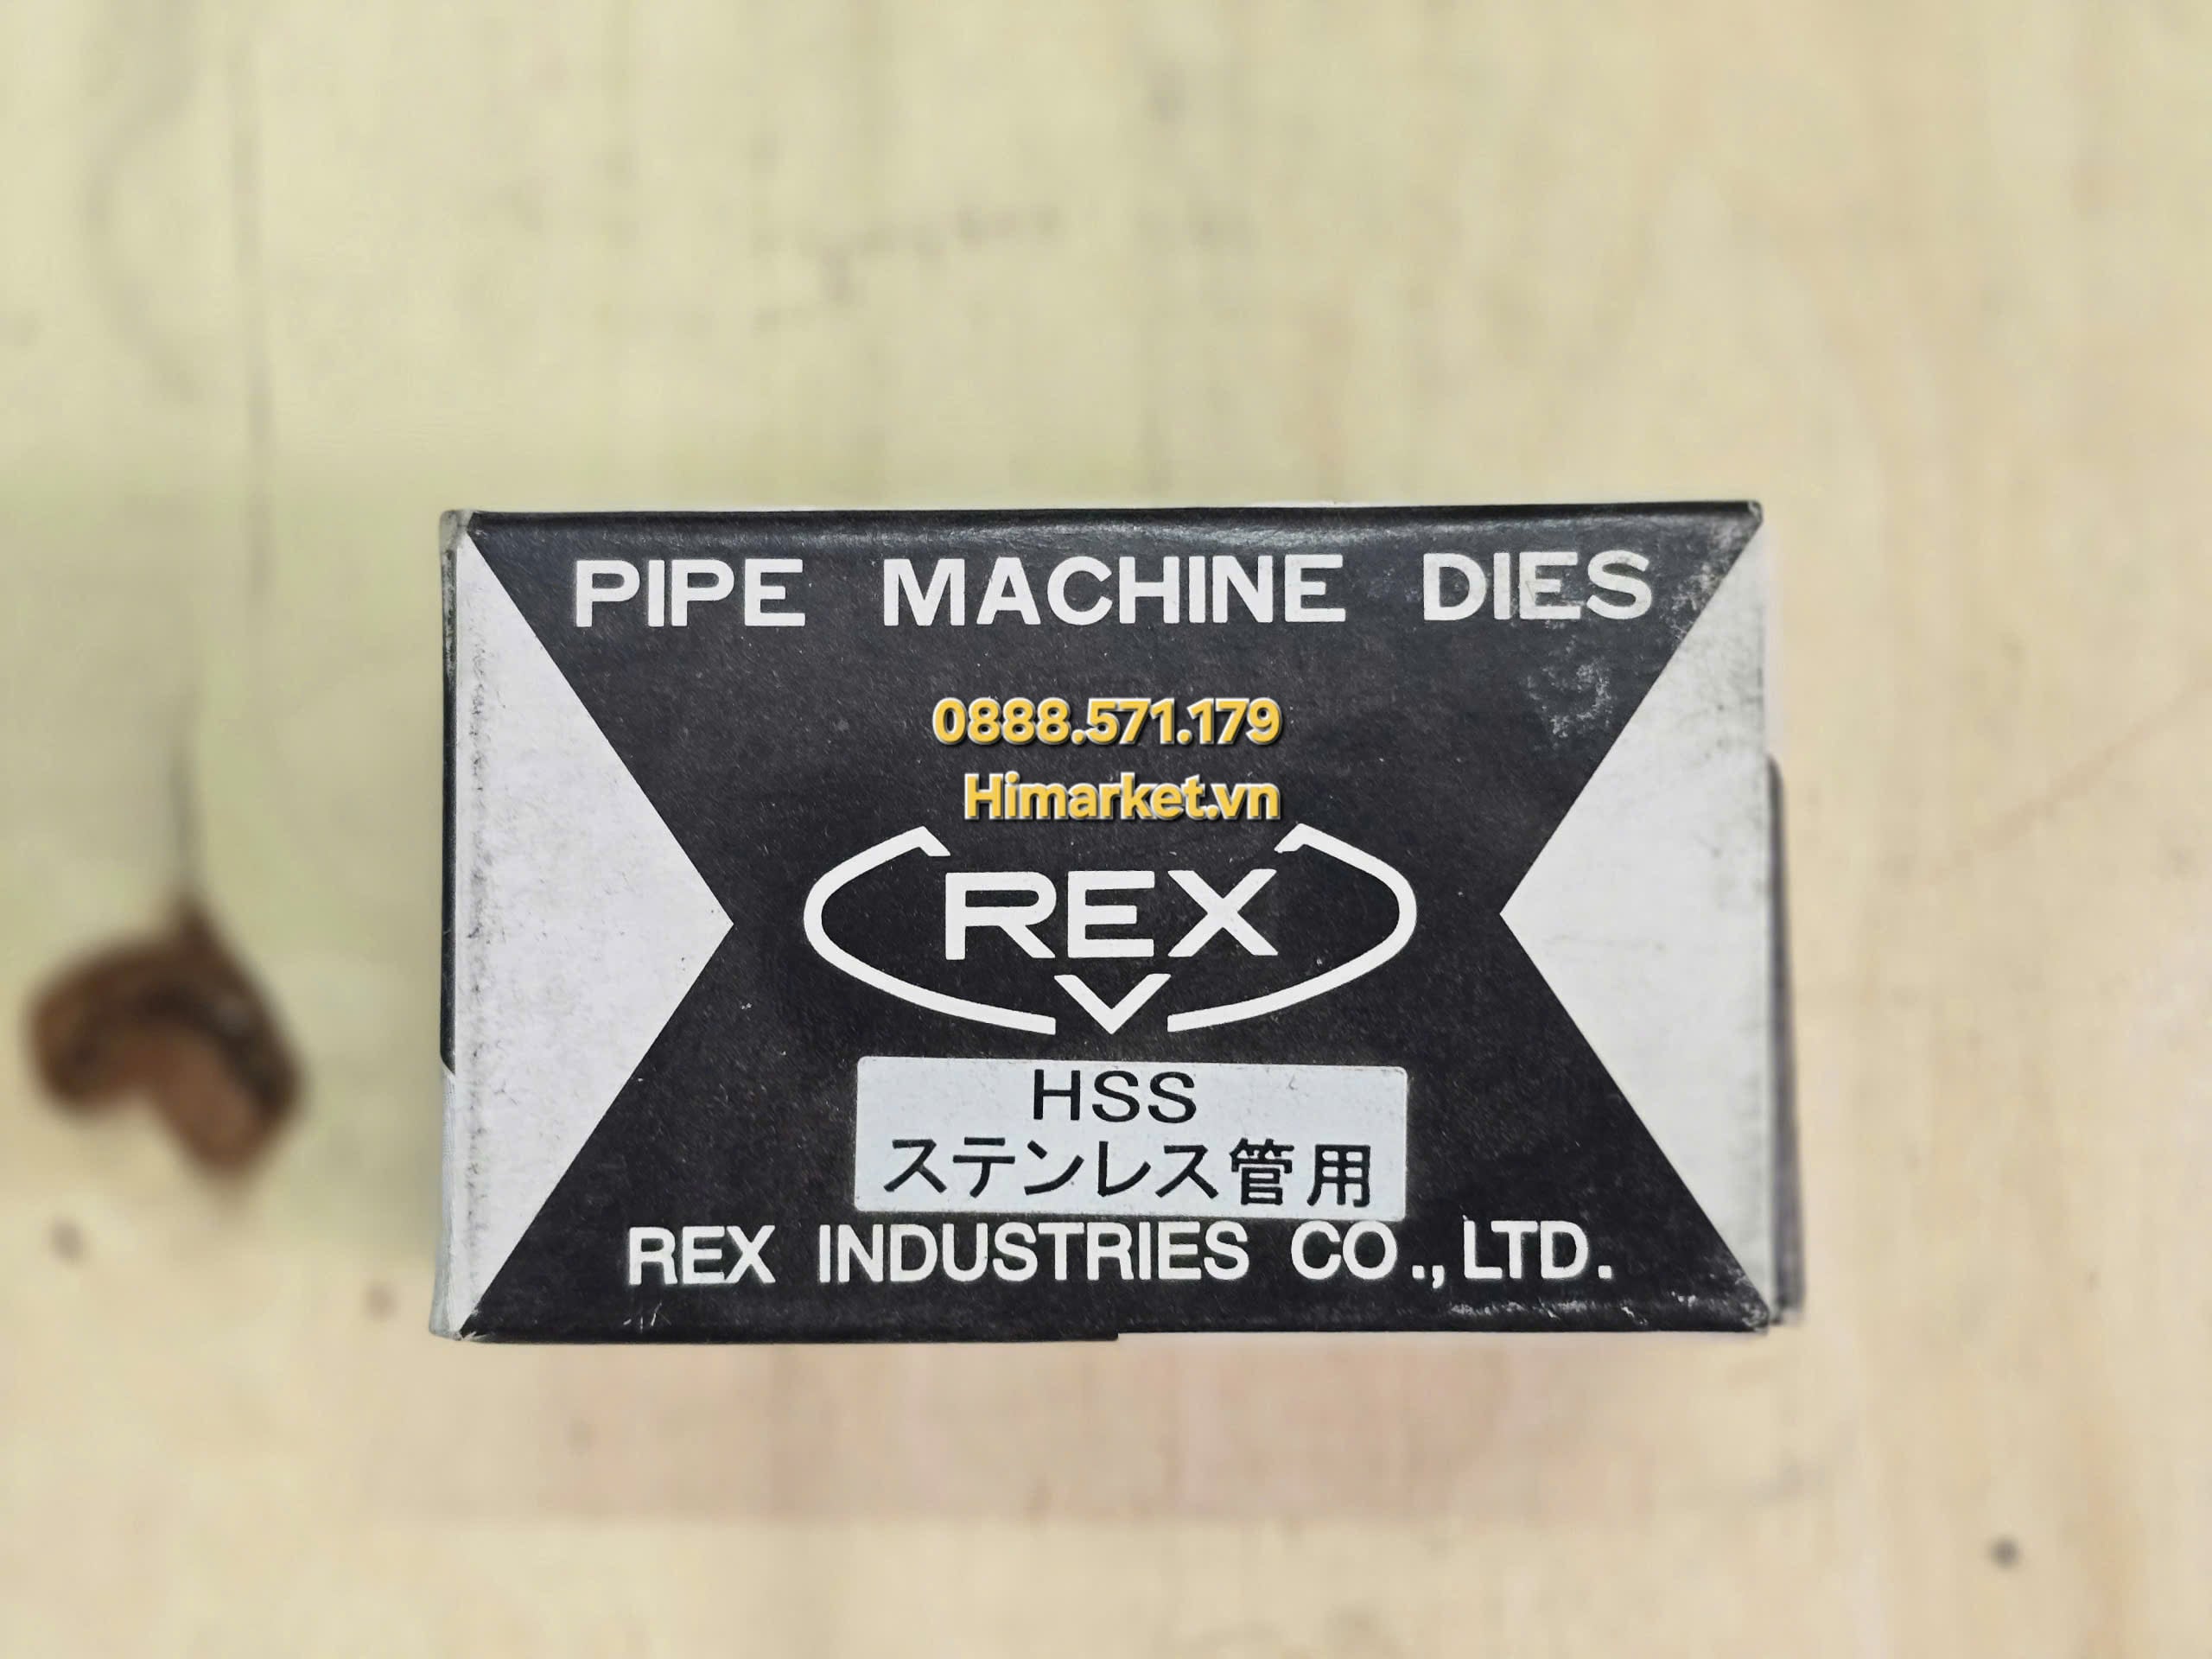 PIPE MACHINE DIES
0888.571.179
Himarket.vn
REX
HSS
ステンレス管用
REX INDUSTRIES CO., LTD.